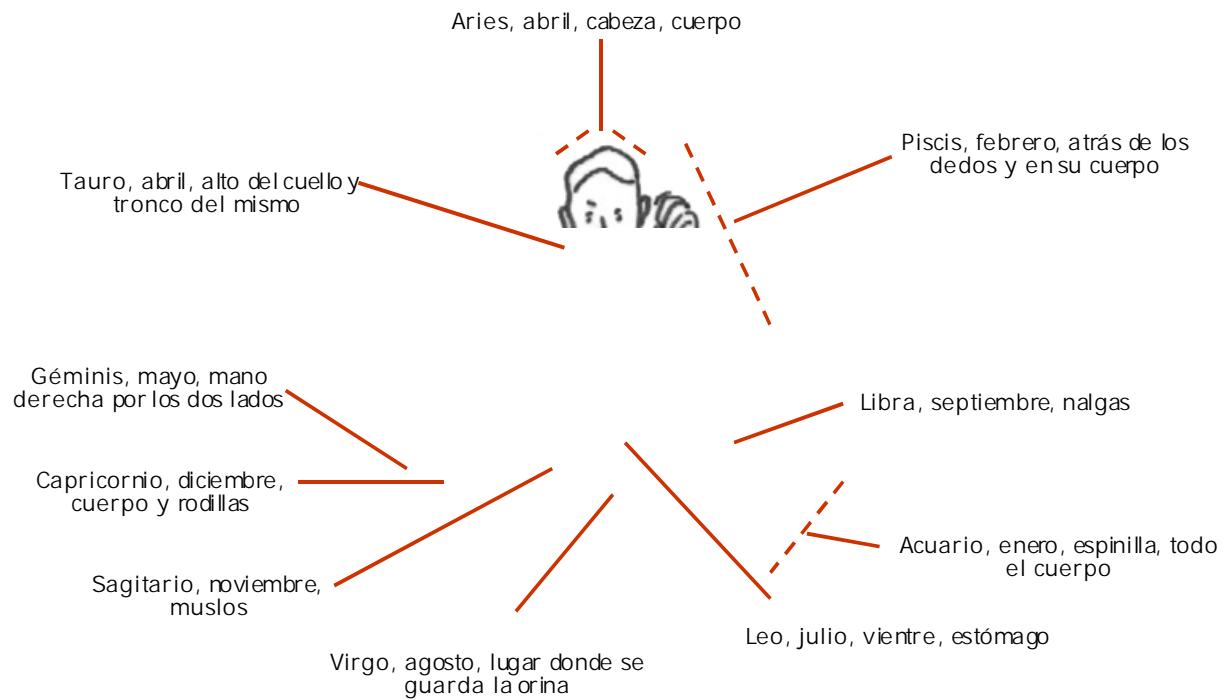 Aries, abril, cabeza, cuerpo
Piscis, febrero, atrás de los
dedos y en su cuerpo
Tauro, abril, alto del cuello y
tronco del mismo
Géminis, mayo, mano
derecha por los dos lados
Libra, septiembre, nalgas
Capricornio, diciembre,
cuerpo y rodillas
Acuario, enero, espinilla, todo
el cuerpo
Sagitario, noviembre,
muslos
Leo, julio, vientre, estómago
Virgo, agosto, lugar donde se
guarda la orina